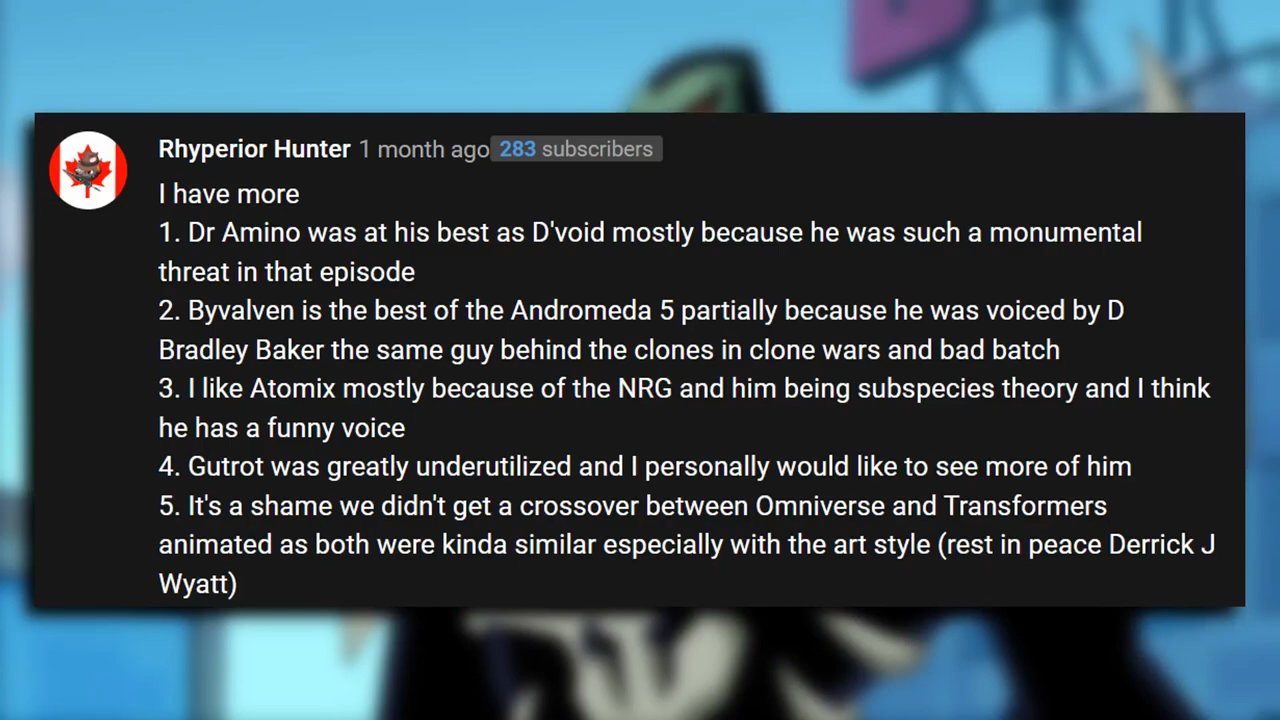 Rhyperior Hunter 1 month ago 283 subscribers
I have more
1. Dr Amino was at his best as D'void mostly because he was such a monumental
threat in that episode
2. Byvalven is the best of the Andromeda 5 partially because he was voiced by D
Bradley Baker the same guy behind the clones in clone wars and bad batch
3. I like Atomix mostly because of the NRG and him being subspecies theory and I think
he has a funny voice
4. Gutrot was greatly underutilized and I personally would like to see more of him
5. It's a shame we didn't get a crossover between Omniverse and Transformers
animated as both were kinda similar especially with the art style (rest in peace Derrick J
Wyatt)